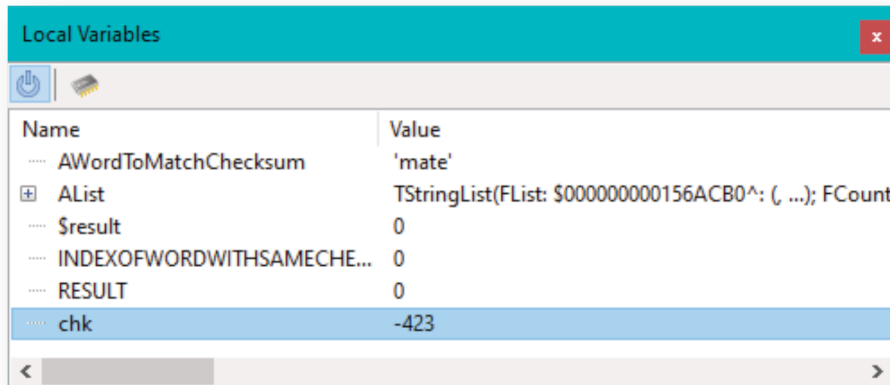 Local Variables
x
Name Value
AWordToMatchChecksum 'mate'
AList TStringList(FList: $000000000156ACB0^: (, ...); FCount
$result 0
INDEXOFWORDWITHSAMECHE... 0
RESULT 0
chk -423